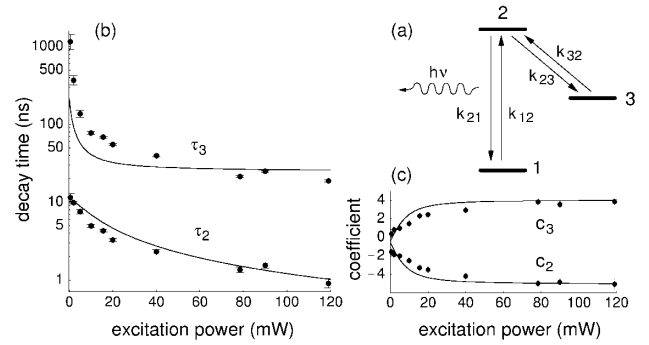 (b)
1000
500
100
50
10
5
1
decay time (ns)
τ3
τ2
0 20 40 60 80 100 120
excitation power (mW)
(a)
2
k32
k23
hν
3
k21
k12
1
(c)
4
2
0
−2
−4
coefficient
c3
c2
0 20 40 60 80 100 120
excitation power (mW)